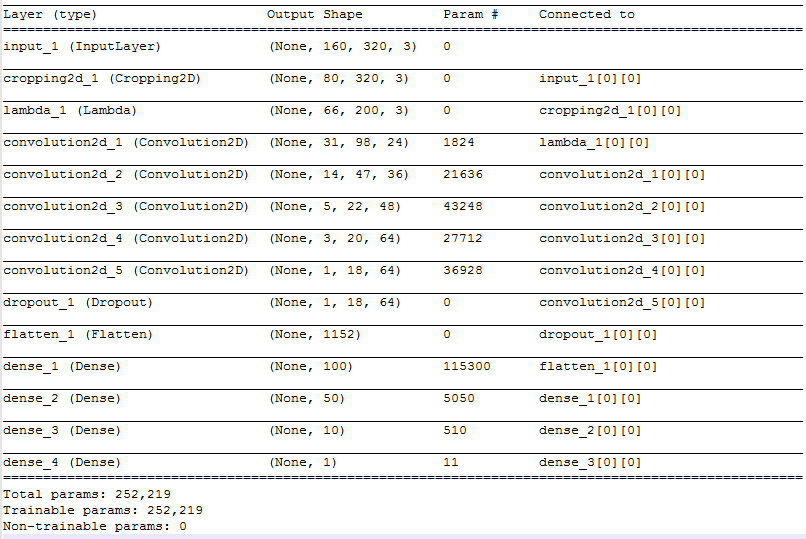 Layer (type) Output Shape Param # Connected to
input_1 (InputLayer) (None, 160, 320, 3) 0
cropping2d_1 (Cropping2D) (None, 80, 320, 3) 0 input_1[0][0]
lambda_1 (Lambda) (None, 66, 200, 3) 0 cropping2d_1[0][0]
convolution2d_1 (Convolution2D) (None, 31, 98, 24) 1824 lambda_1[0][0]
convolution2d_2 (Convolution2D) (None, 14, 47, 36) 21636 convolution2d_1[0][0]
convolution2d_3 (Convolution2D) (None, 5, 22, 48) 43248 convolution2d_2[0][0]
convolution2d_4 (Convolution2D) (None, 3, 20, 64) 27712 convolution2d_3[0][0]
convolution2d_5 (Convolution2D) (None, 1, 18, 64) 36928 convolution2d_4[0][0]
dropout_1 (Dropout) (None, 1, 18, 64) 0 convolution2d_5[0][0]
flatten_1 (Flatten) (None, 1152) 0 dropout_1[0][0]
dense_1 (Dense) (None, 100) 115300 flatten_1[0][0]
dense_2 (Dense) (None, 50) 5050 dense_1[0][0]
dense_3 (Dense) (None, 10) 510 dense_2[0][0]
dense_4 (Dense) (None, 1) 11 dense_3[0][0]
Total params: 252,219
Trainable params: 252,219
Non-trainable params: 0